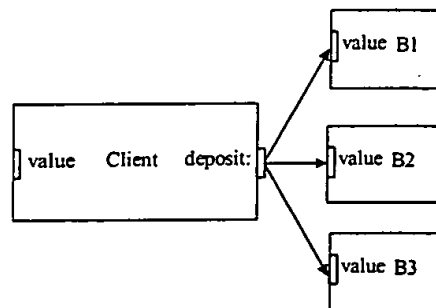 value B1
value Client deposit:
value B2
value B3